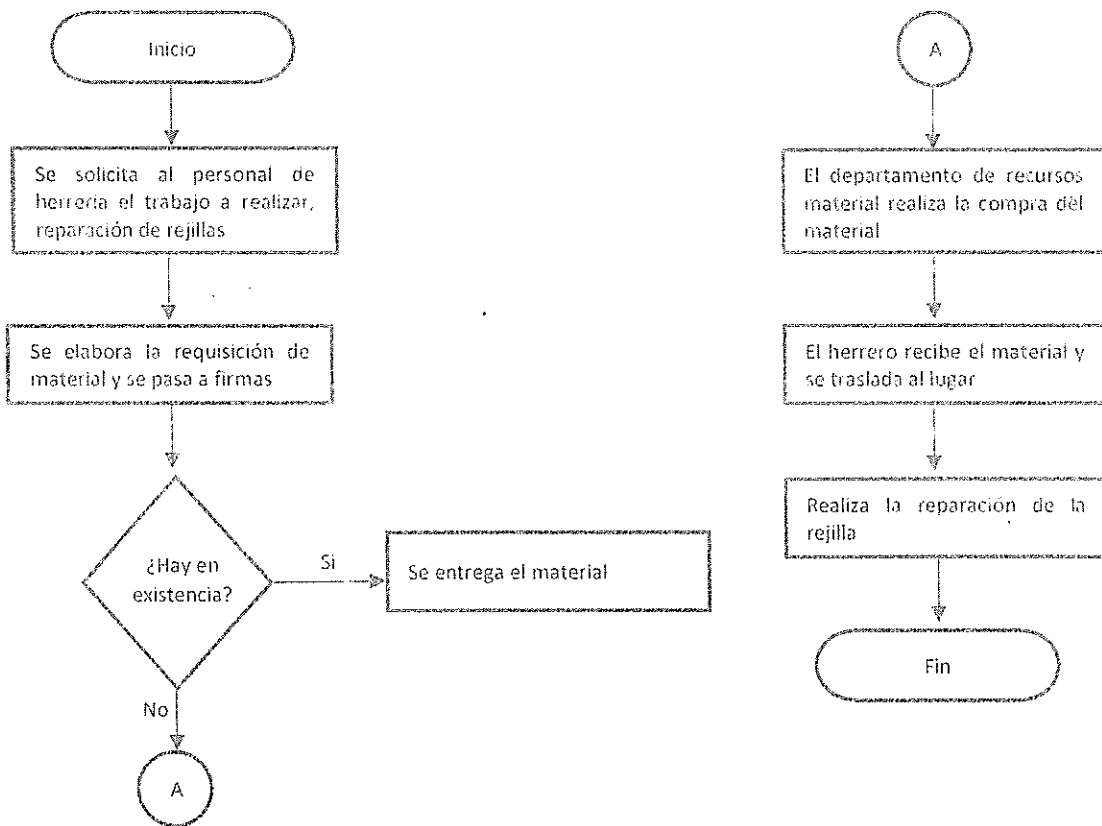 Inicio
Se solicita al personal de
herreria el trabajo a realizar,
reparación de rejillas
Se elabora la requisición de
material y se pasa a firmas
¿Hay en
existencia?
Si
Se entrega el material
No
A
A
El departamento de recursos
material realiza la compra del
material
El herrero recibe el material y
se traslada al lugar
Realiza la reparación de la
rejilla
Fin